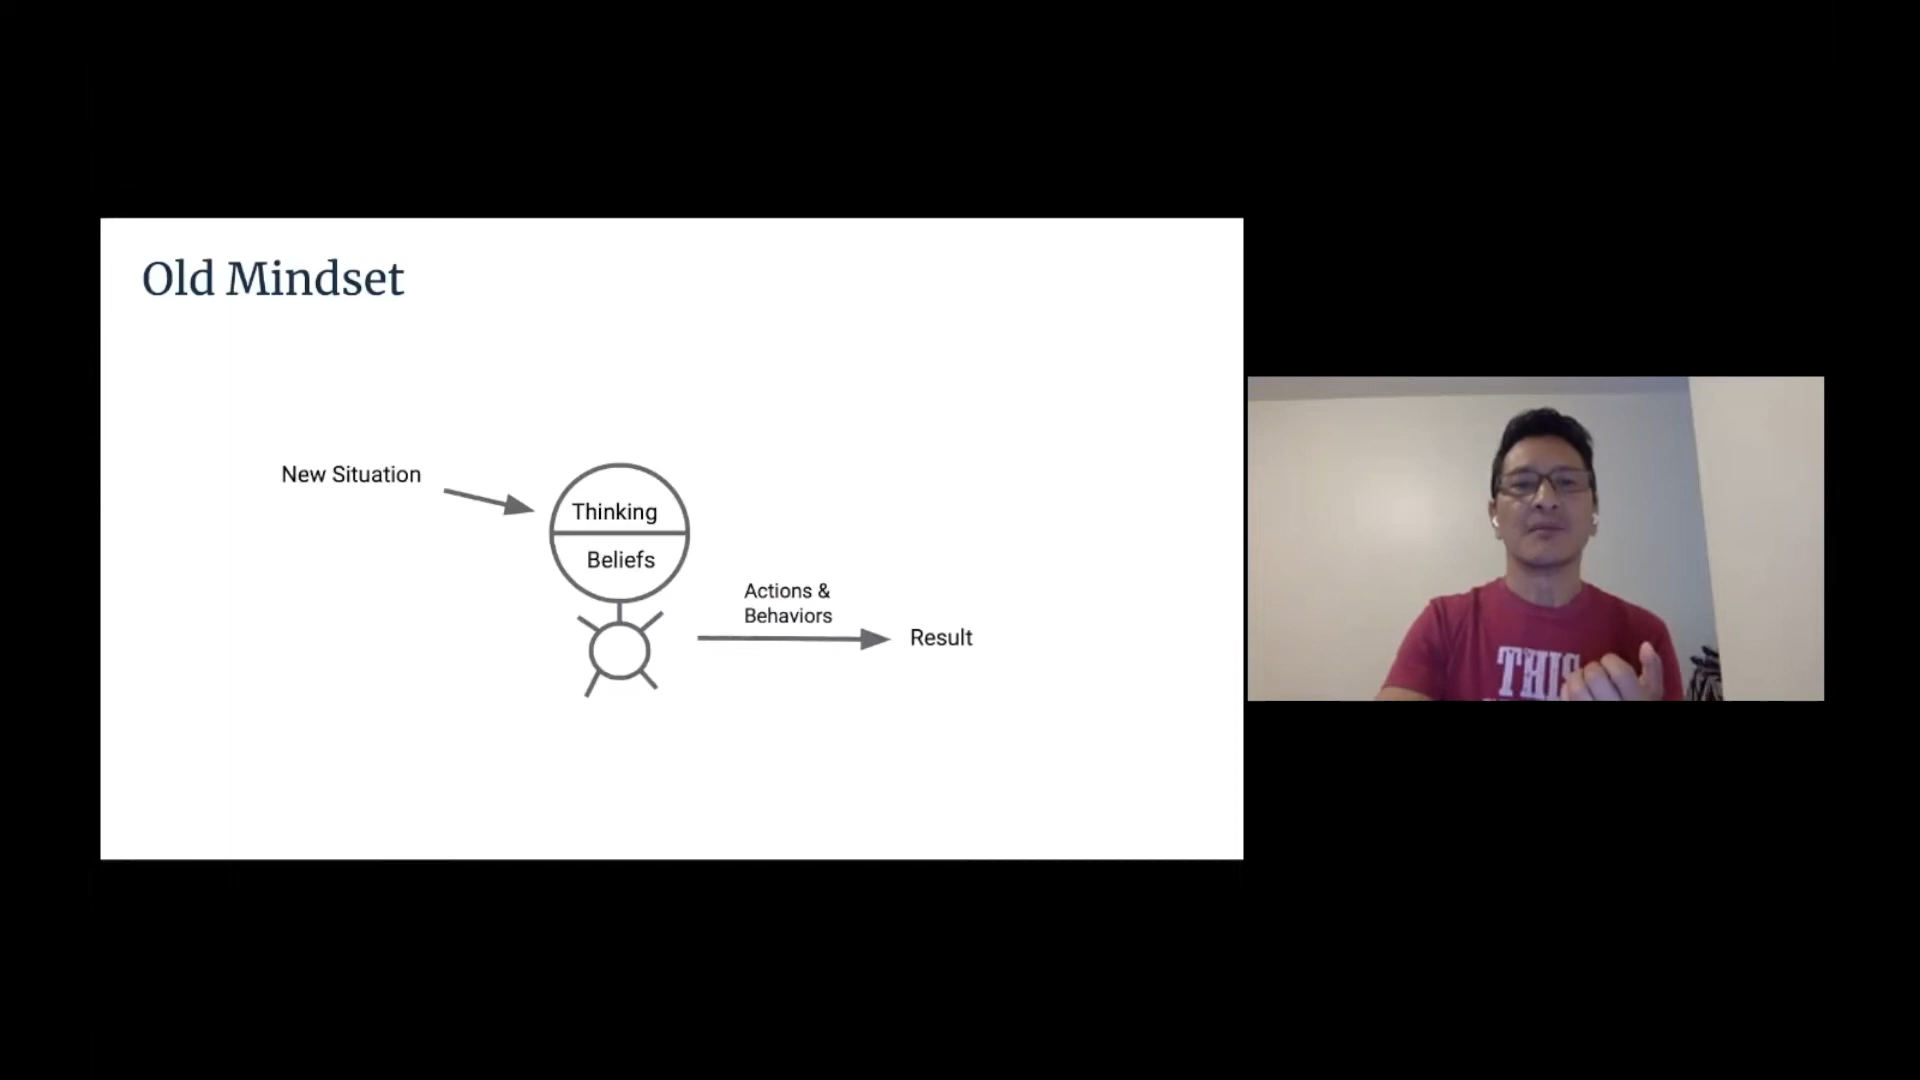 Old Mindset
New Situation
Thinking
Beliefs
Actions &
Behaviors
Result
THIS